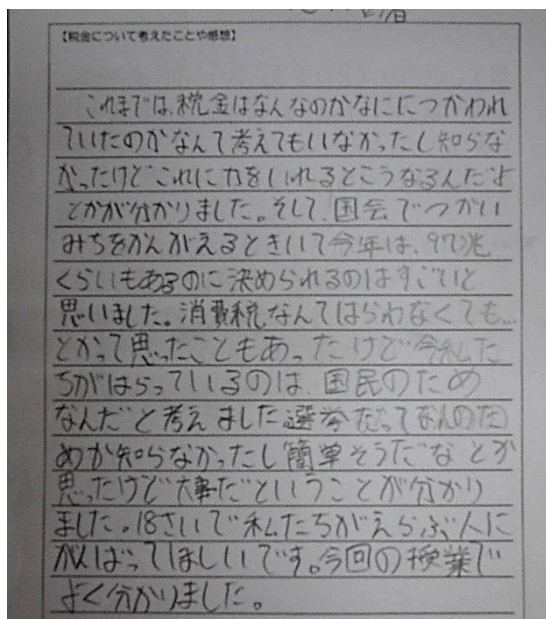 【税金について考えたことや感想】
これまでは、税金はなんなのかなににつかわれ
ていたのかなんて考えてもいなかったし知らな
かったけどこれに力をいれるとこうなるんだよ
とかが分かりました。そして、国会でつかい
みちをかんがえるときいて今年は、97兆
くらいもあるのに決められるのはすごいと
思いました。消費税なんてはらわなくても…
とかって思ったこともあったけど今私た
ちがはらっているのは、国民のため
なんだと考えました選挙だってなんのた
めか知らなかったし簡単そうだなとか
思ったけど大事だということが分かり
ました。18さいで私たちがえらぶ人に
がんばってほしいです。今回の授業で
よく分かりました。